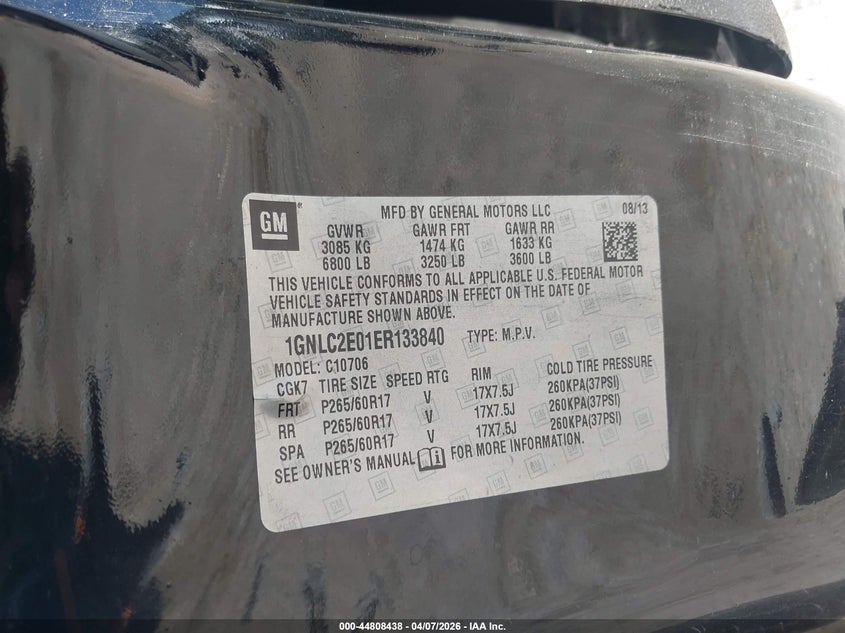 GM
MFD BY GENERAL MOTORS LLC 08/13
GVWR GAWR FRT GAWR RR
3085 KG 1474 KG 1633 KG
6800 LB 3250 LB 3600 LB
THIS VEHICLE CONFORMS TO ALL APPLICABLE U.S. FEDERAL MOTOR
VEHICLE SAFETY STANDARDS IN EFFECT ON THE DATE OF
MANUFACTURE SHOWN ABOVE.
1GNLC2E01ER133840 TYPE: M.P.V.
MODEL: C10706
CGK7 TIRE SIZE SPEED RTG RIM COLD TIRE PRESSURE
FRT P265/60R17 V 17X7.5J 260KPA(37PSI)
RR P265/60R17 V 17X7.5J 260KPA(37PSI)
SPA P265/60R17 V 17X7.5J 260KPA(37PSI)
SEE OWNER'S MANUAL FOR MORE INFORMATION.
000-44808438 - 04/07/2026 - IAA Inc.